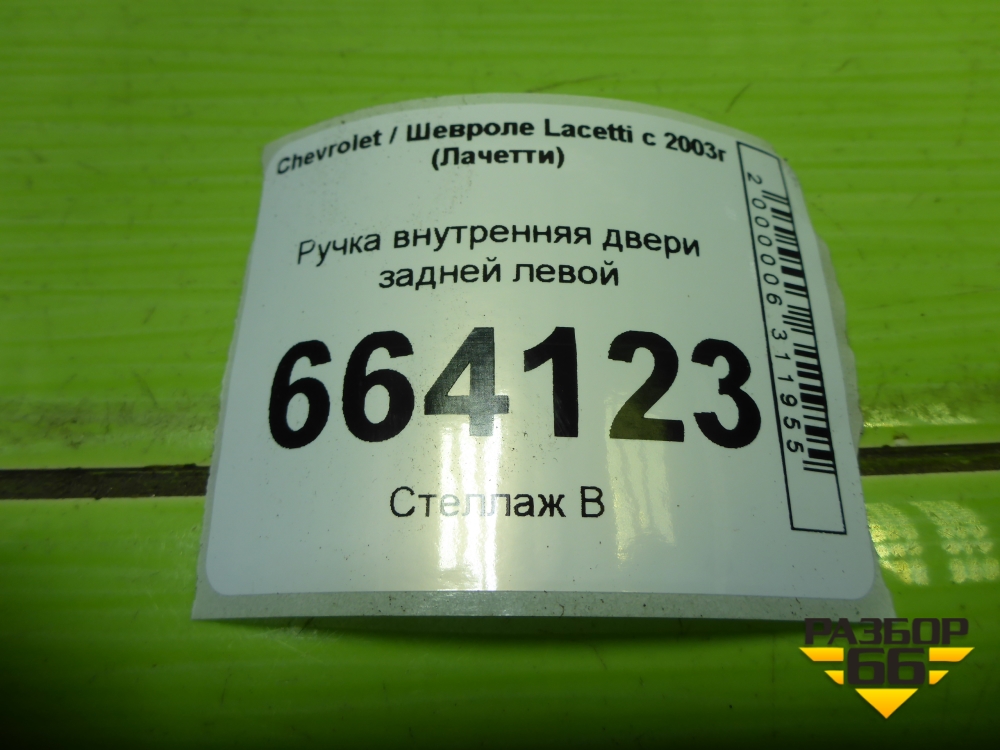 Chevrolet / Шевроле Lacetti с 2003г
(Лачетти)
Ручка внутренняя двери
задней левой
664123
Стеллаж В
2000006311955
РАЗБОР
66